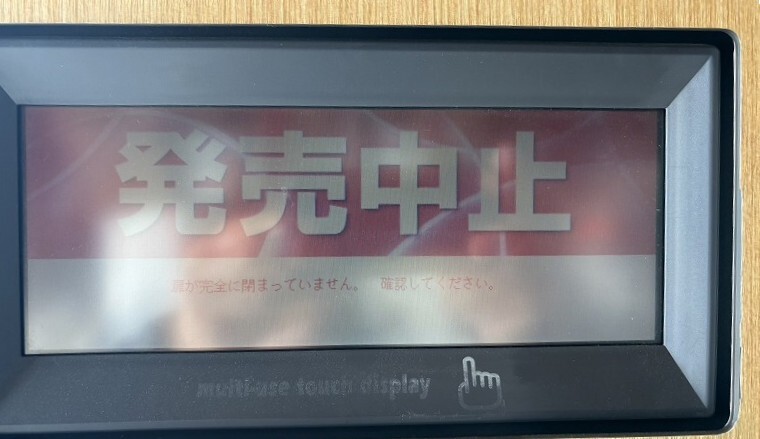 発売中止
扉が完全に閉まっていません。　確認してください。
multi-use touch display